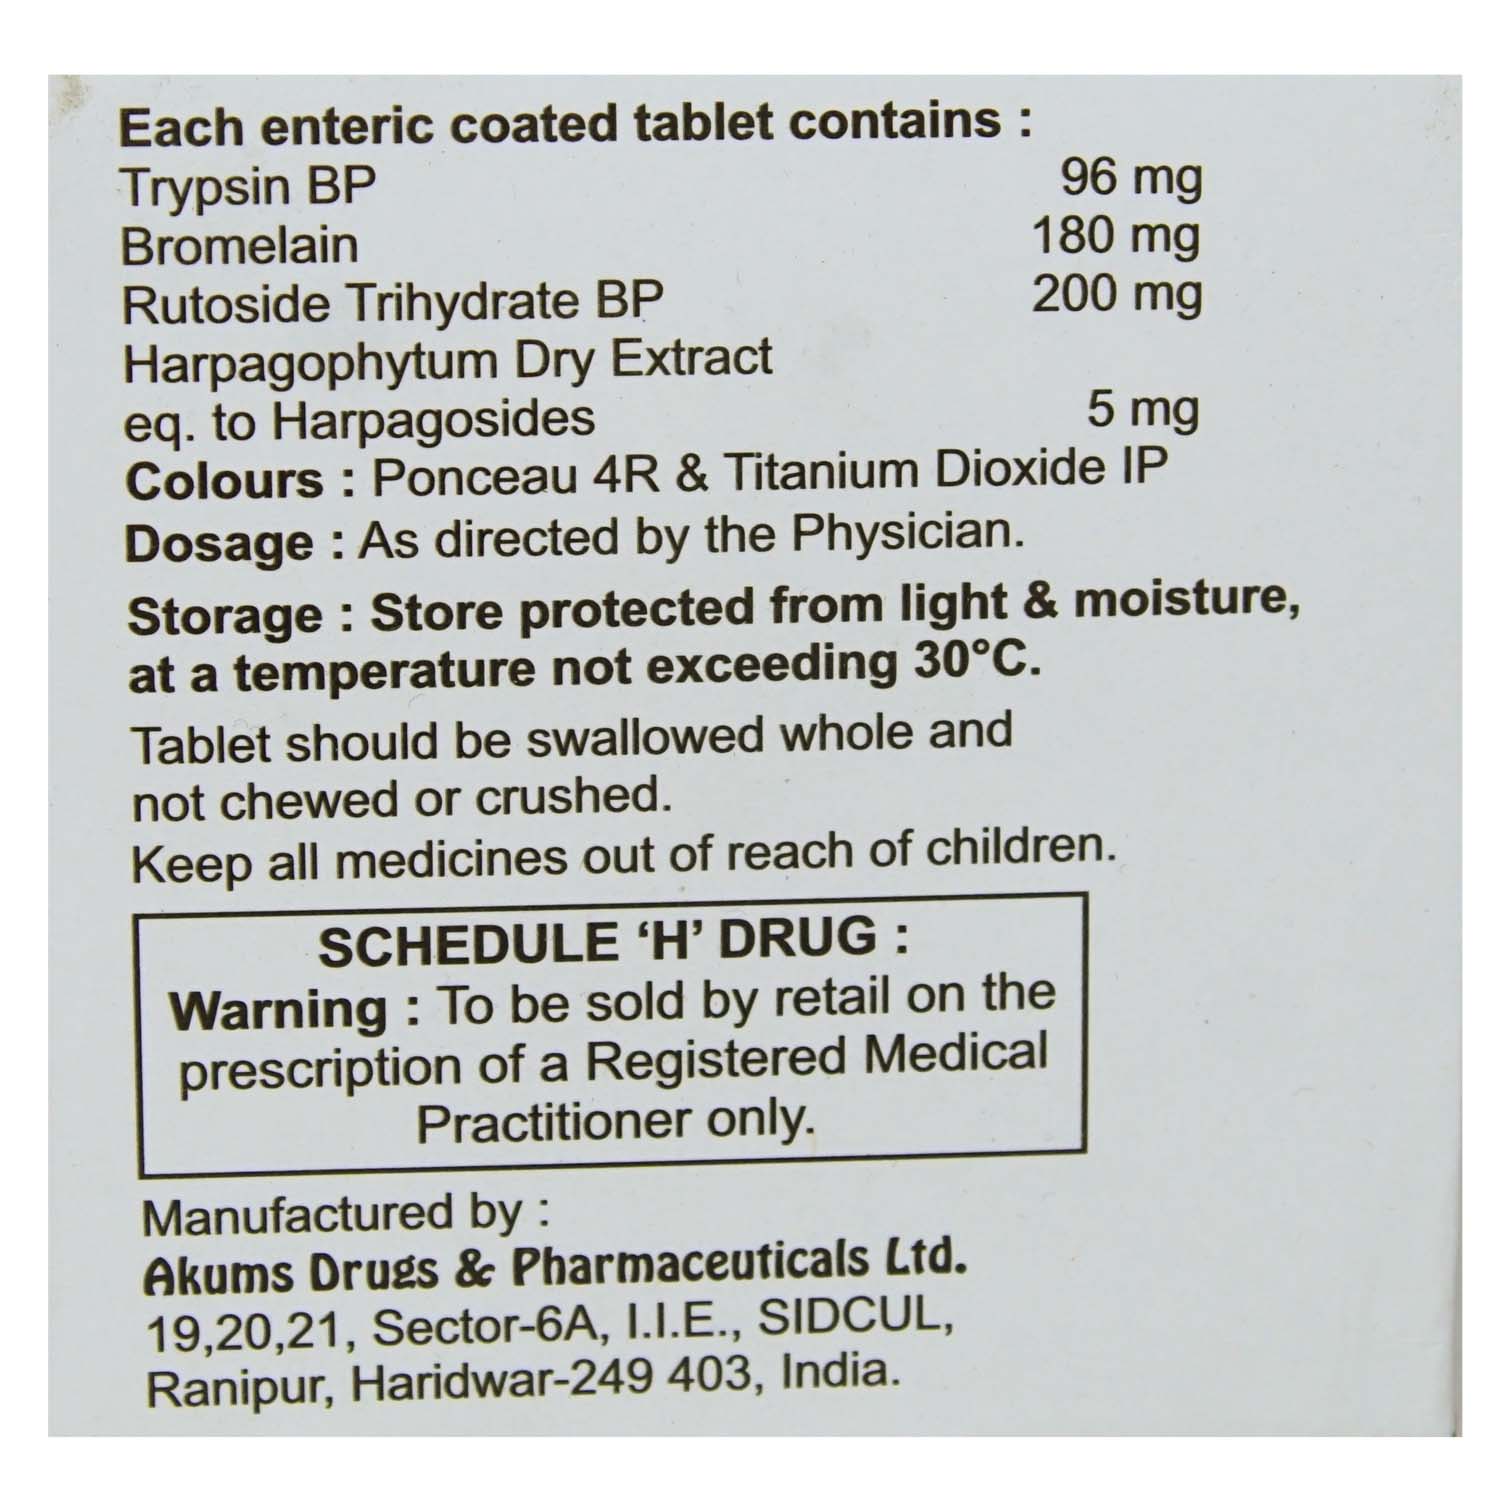 Each enteric coated tablet contains :
Trypsin BP 96 mg
Bromelain 180 mg
Rutoside Trihydrate BP 200 mg
Harpagophytum Dry Extract
eq. to Harpagosides 5 mg
Colours : Ponceau 4R & Titanium Dioxide IP
Dosage : As directed by the Physician.
Storage : Store protected from light & moisture,
at a temperature not exceeding 30°C.
Tablet should be swallowed whole and
not chewed or crushed.
Keep all medicines out of reach of children.
SCHEDULE ‘H’ DRUG :
Warning : To be sold by retail on the
prescription of a Registered Medical
Practitioner only.
Manufactured by :
Akums Drugs & Pharmaceuticals Ltd.
19,20,21, Sector-6A, I.I.E., SIDCUL,
Ranipur, Haridwar-249 403, India.